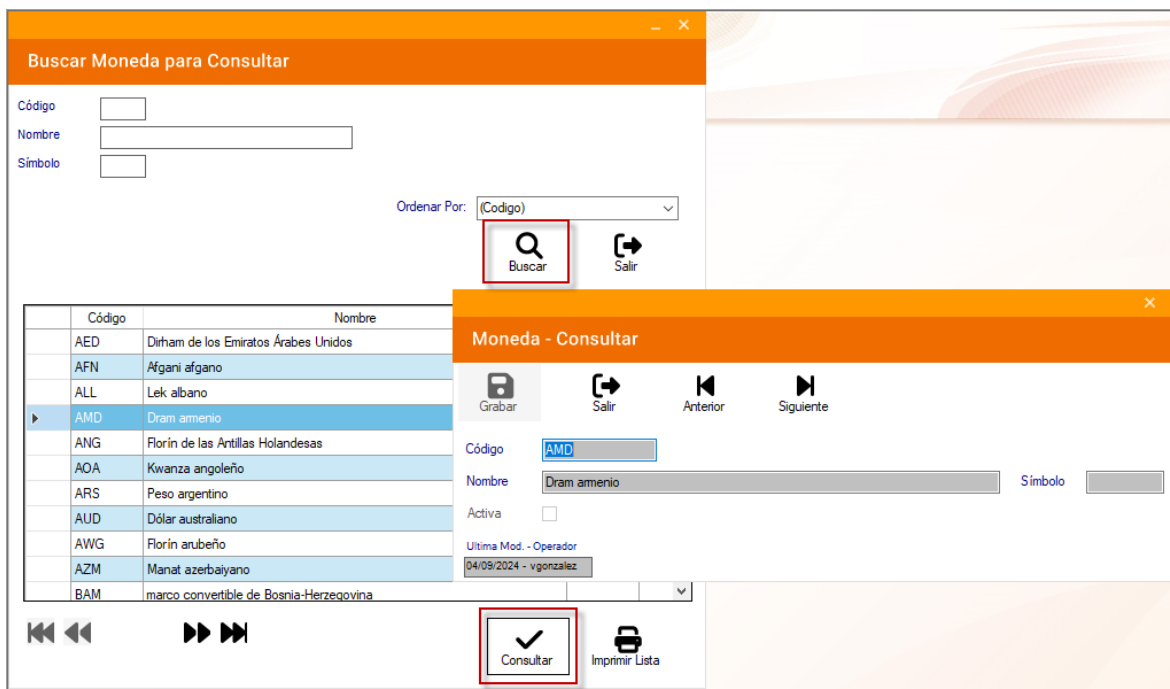 Buscar Moneda para Consultar
Código
Nombre
Símbolo
Ordenar Por: (Codigo)
Buscar Salir
Código Nombre
AED Dirham de los Emiratos Árabes Unidos
AFN Afgani afgano
ALL Lek albano
AMD Dram armenio
ANG Florín de las Antillas Holandesas
AOA Kwanza angoleño
ARS Peso argentino
AUD Dólar australiano
AWG Florín arubeño
AZM Manat azerbaiyano
BAM marco convertible de Bosnia-Herzegovina
Consultar Imprimir Lista
Moneda - Consultar
Grabar Salir Anterior Siguiente
Código AMD
Nombre Dram armenio Símbolo
Activa
Ultima Mod. - Operador
04/09/2024 - vgonzalez